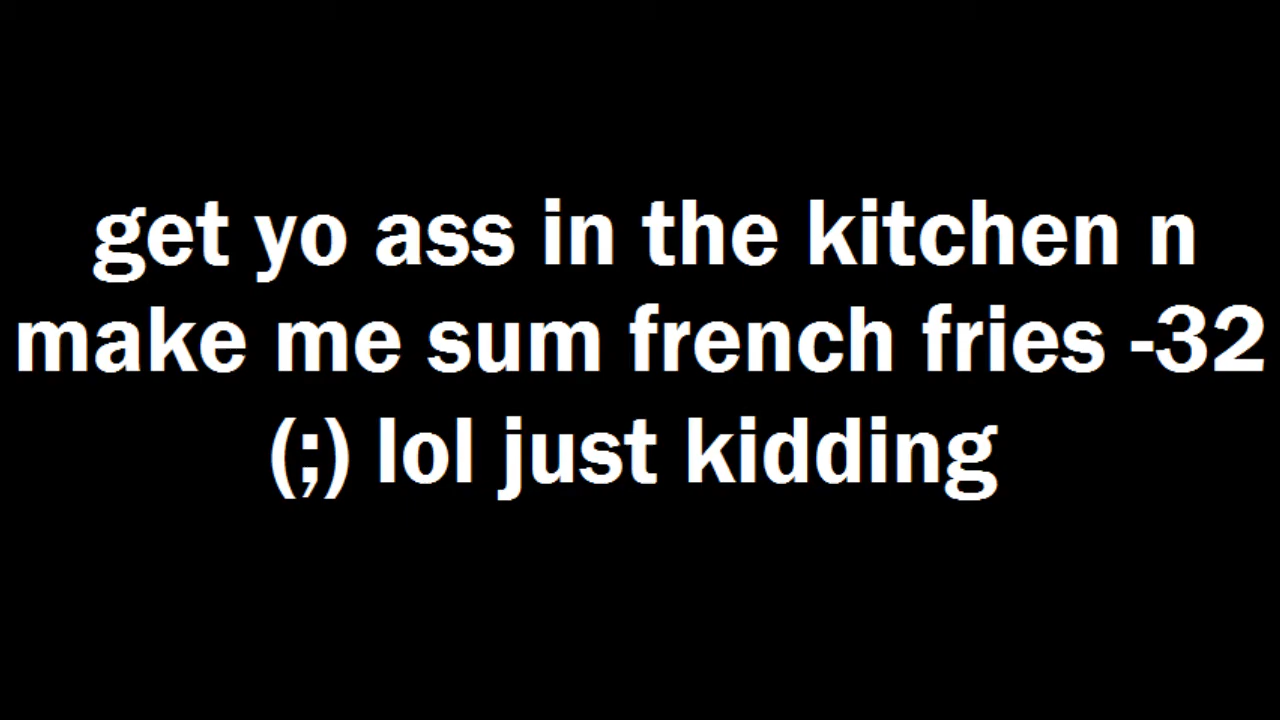 get yo ass in the kitchen n
make me sum french fries -32
(;) lol just kidding